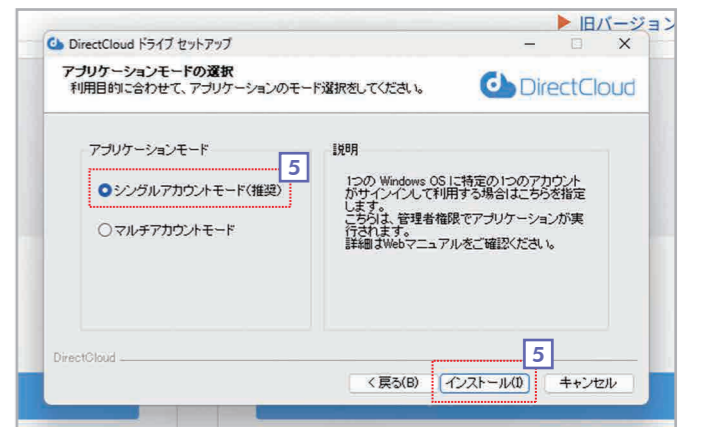 ▶ 旧バージョン
DirectCloud ドライブ セットアップ
アプリケーションモードの選択
利用目的に合わせて、アプリケーションのモード選択をしてください。
DirectCloud
アプリケーションモード
5
シングルアカウントモード(推奨)
マルチアカウントモード
説明
1つの Windows OS に特定の1つのアカウント
がサインインして利用する場合はこちらを指定
します。
こちらは、管理者権限でアプリケーションが実
行されます。
詳細はWebマニュアルをご確認ください。
DirectCloud
5
< 戻る(B)
インストール(I)
キャンセル